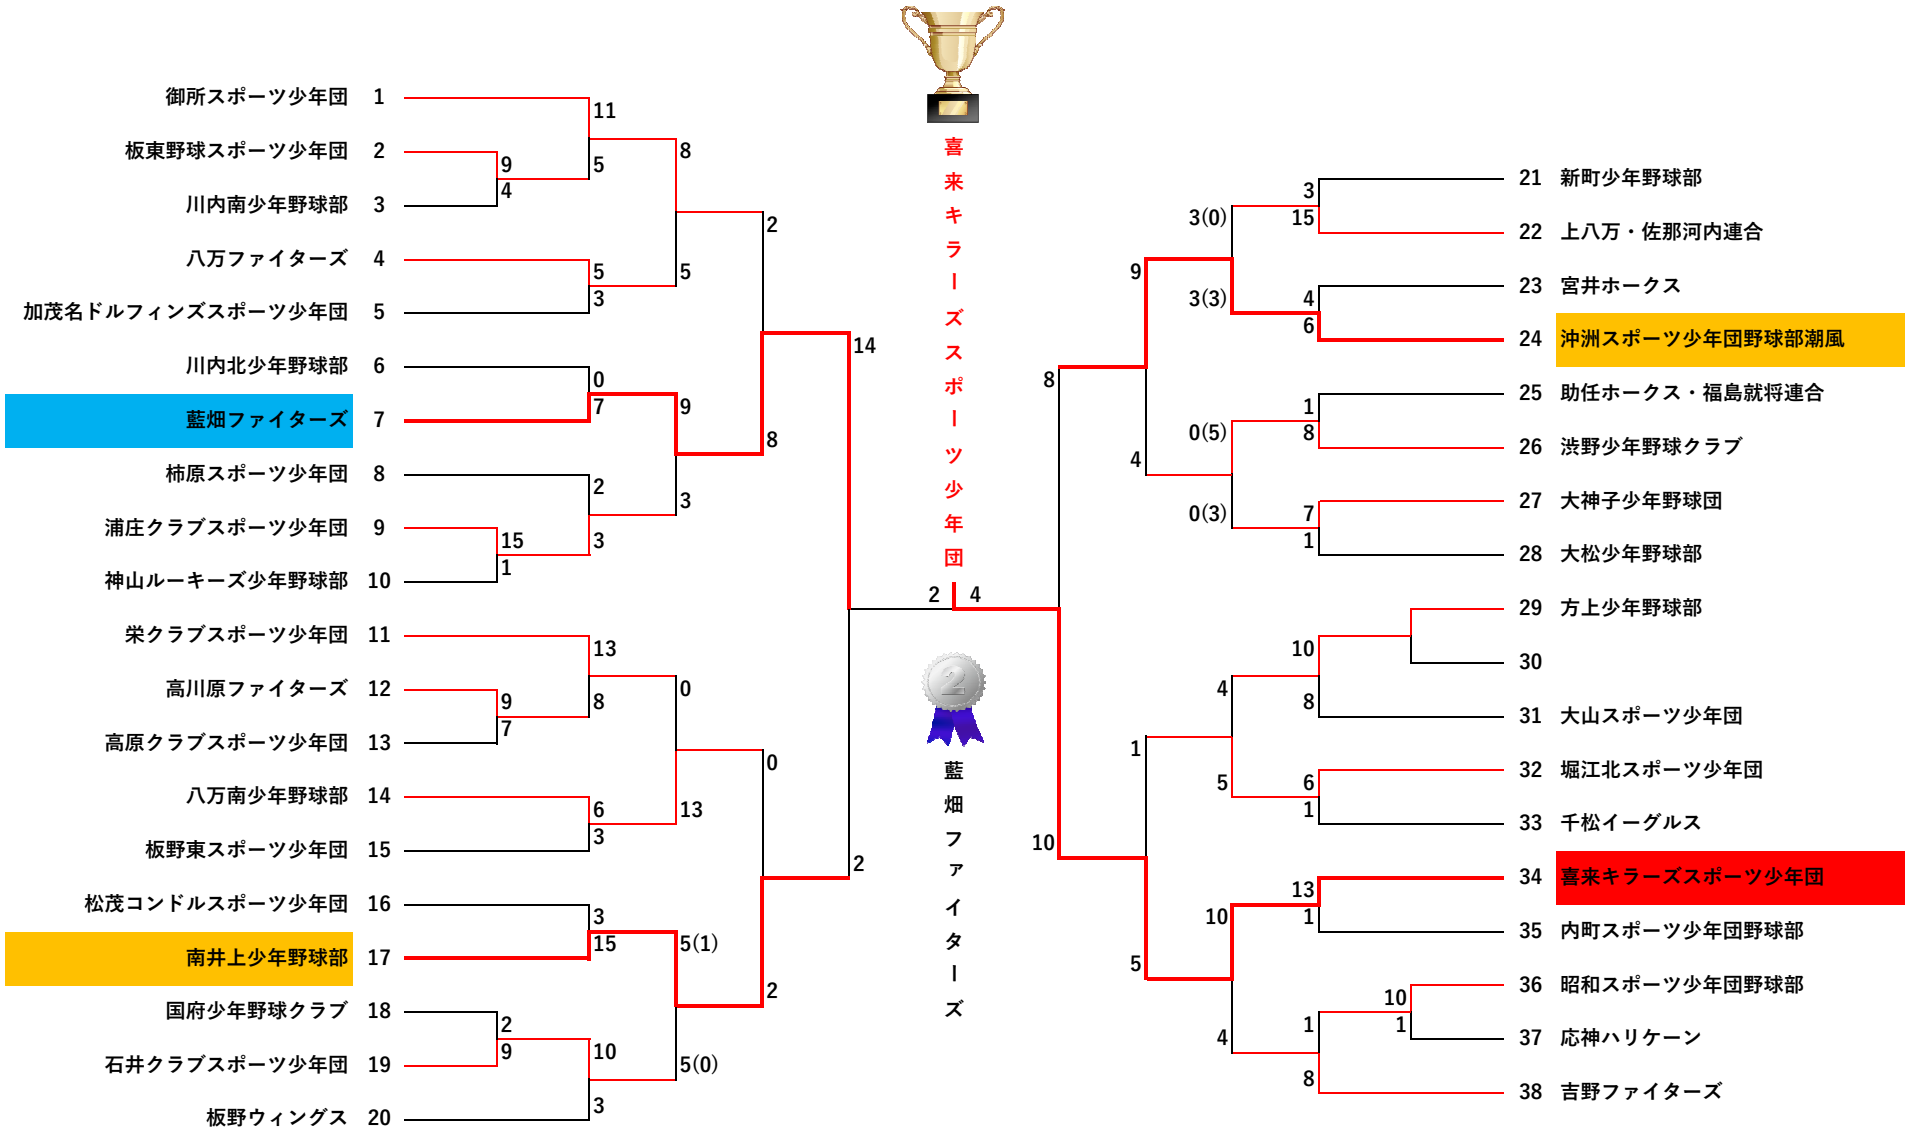 御所スポーツ少年団 1
板東野球スポーツ少年団 2
川内南少年野球部 3
八万ファイターズ 4
加茂名ドルフィンズスポーツ少年団 5
川内北少年野球部 6
藍畑ファイターズ 7
柿原スポーツ少年団 8
浦庄クラブスポーツ少年団 9
神山ルーキーズ少年野球部 10
栄クラブスポーツ少年団 11
高川原ファイターズ 12
高原クラブスポーツ少年団 13
八万南少年野球部 14
板野東スポーツ少年団 15
松茂コンドルスポーツ少年団 16
南井上少年野球部 17
国府少年野球クラブ 18
石井クラブスポーツ少年団 19
板野ウィングス 20
9
4
15
1
9
7
2
9
11
5
5
3
0
7
2
3
13
8
6
3
3
15
10
3
8
5
9
3
0
13
5(1)
5(0)
2
8
0
2
14
2
喜来キラーズスポーツ少年団
2 4
2
藍畑ファイターズ
8
10
9
4
1
5
3(0)
3(3)
0(5)
0(3)
4
5
10
4
3
15
4
6
1
8
7
1
10
8
6
1
13
1
1
8
10
1
21 新町少年野球部
22 上八万・佐那河内連合
23 宮井ホークス
24 沖洲スポーツ少年団野球部潮風
25 助任ホークス・福島就将連合
26 渋野少年野球クラブ
27 大神子少年野球団
28 大松少年野球部
29 方上少年野球部
30
31 大山スポーツ少年団
32 堀江北スポーツ少年団
33 千松イーグルス
34 喜来キラーズスポーツ少年団
35 内町スポーツ少年団野球部
36 昭和スポーツ少年団野球部
37 応神ハリケーン
38 吉野ファイターズ